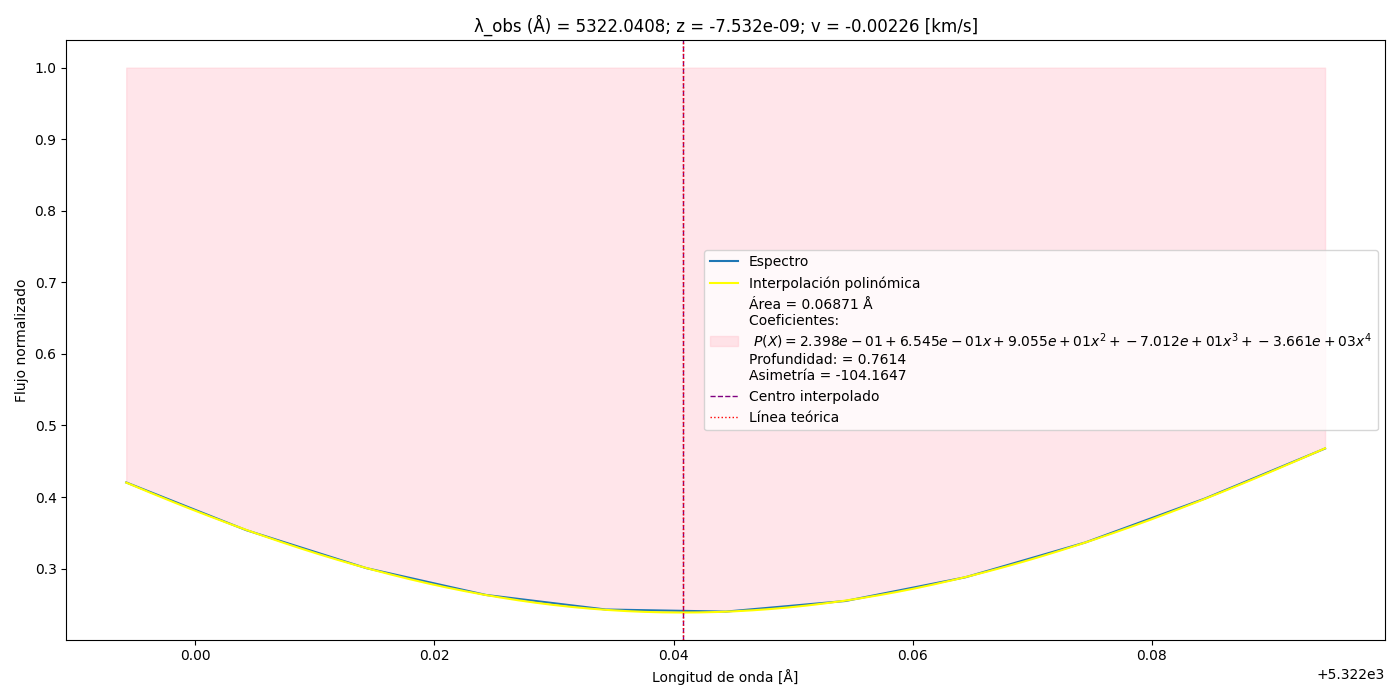 λ_obs (Å) = 5322.0408; z = -7.532e-09; v = -0.00226 [km/s]
1.0
0.9
0.8
0.7
0.6
0.5
0.4
0.3
Flujo normalizado
Espectro
Interpolación polinómica
Área = 0.06871 Å
Coeficientes:
P(X) = 2.398e − 01 + 6.545e − 01x + 9.055e + 01x² + − 7.012e + 01x³ + − 3.661e + 03x⁴
Profundidad: = 0.7614
Asimetría = -104.1647
Centro interpolado
Línea teórica
0.00 0.02 0.04 0.06 0.08
Longitud de onda [Å]
+5.322e3